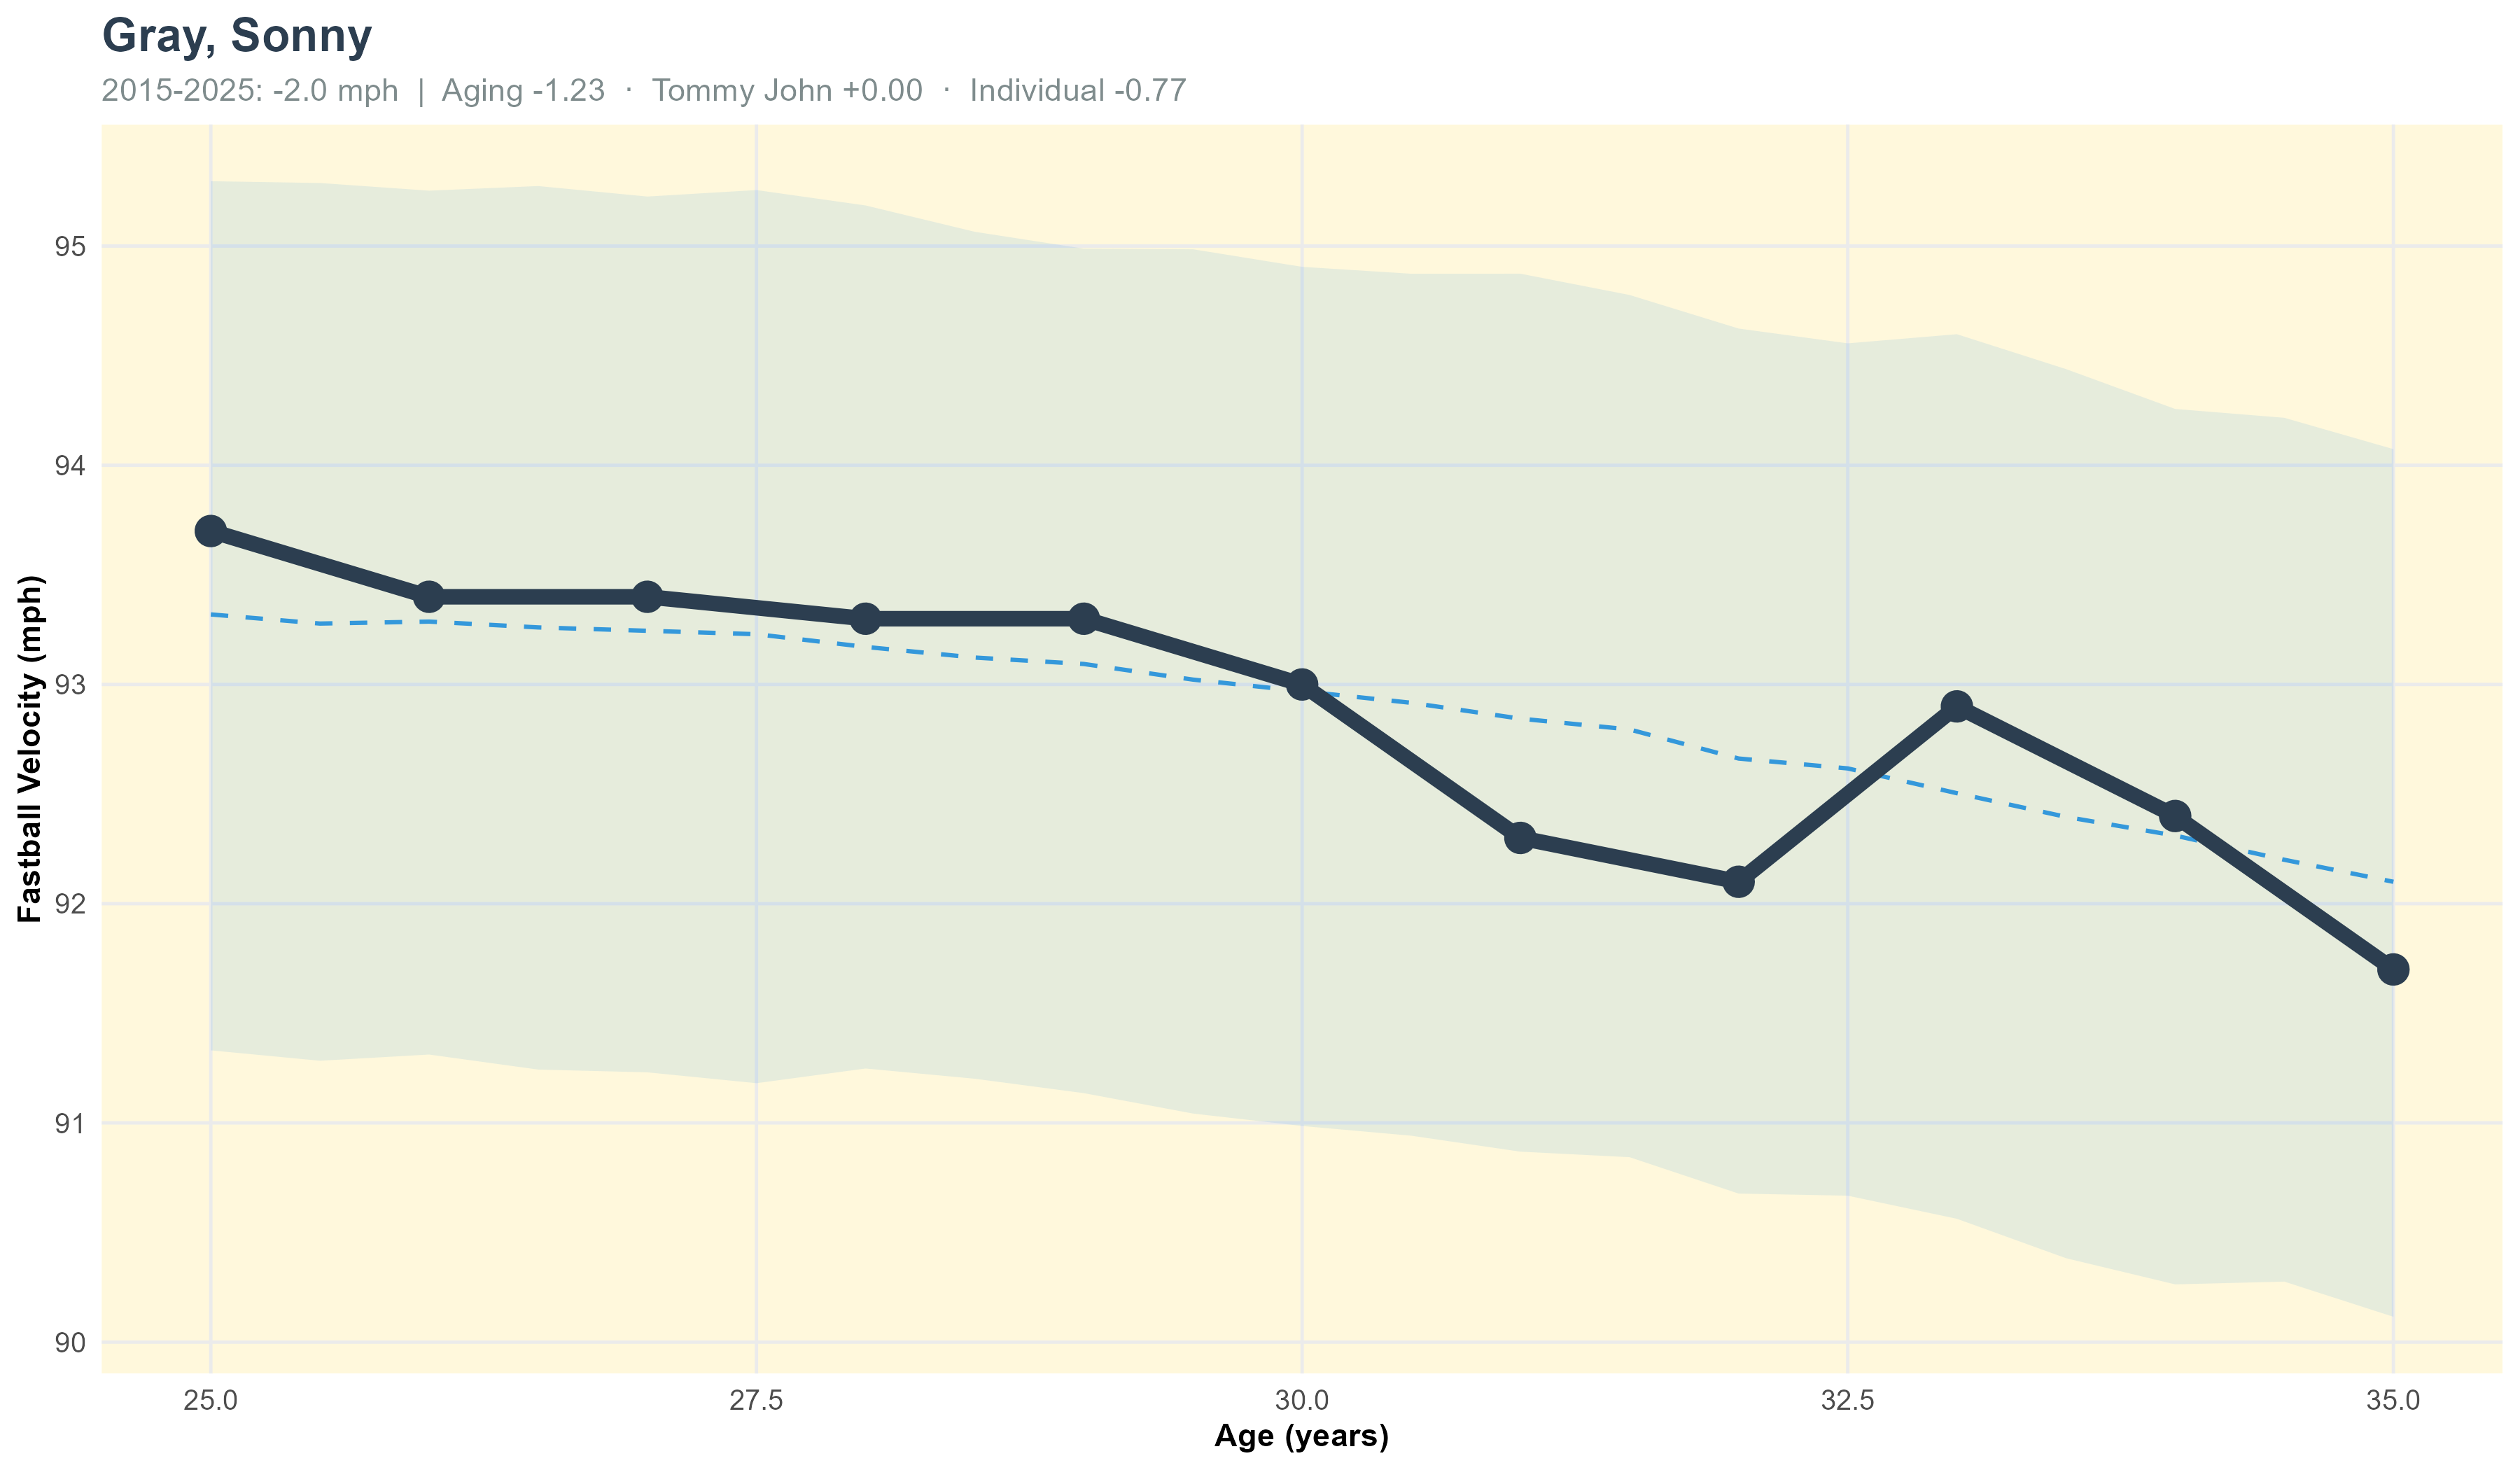 Gray, Sonny
2015-2025: -2.0 mph | Aging -1.23 · Tommy John +0.00 · Individual -0.77
95
94
93
92
91
90
Fastball Velocity (mph)
25.0 27.5 30.0 32.5 35.0
Age (years)